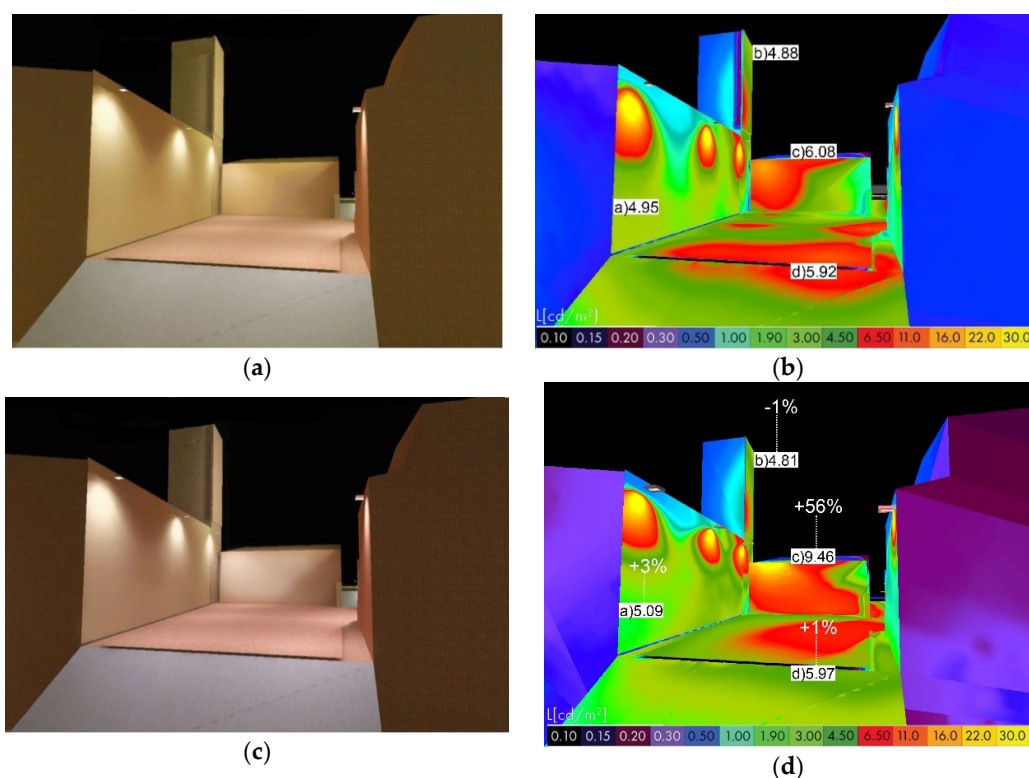 b)4.88
c)6.08
a)4.95
d)5.92
L[cd/m²]
0.10 0.15 0.20 0.30 0.50 1.00 1.90 3.00 4.50 6.50 11.0 16.0 22.0 30.0
(a)
(b)
-1%
b)4.81
+56%
c)9.46
+3%
a)5.09
+1%
d)5.97
L[cd/m²]
0.10 0.15 0.20 0.30 0.50 1.00 1.90 3.00 4.50 6.50 11.0 16.0 22.0 30.0
(c)
(d)